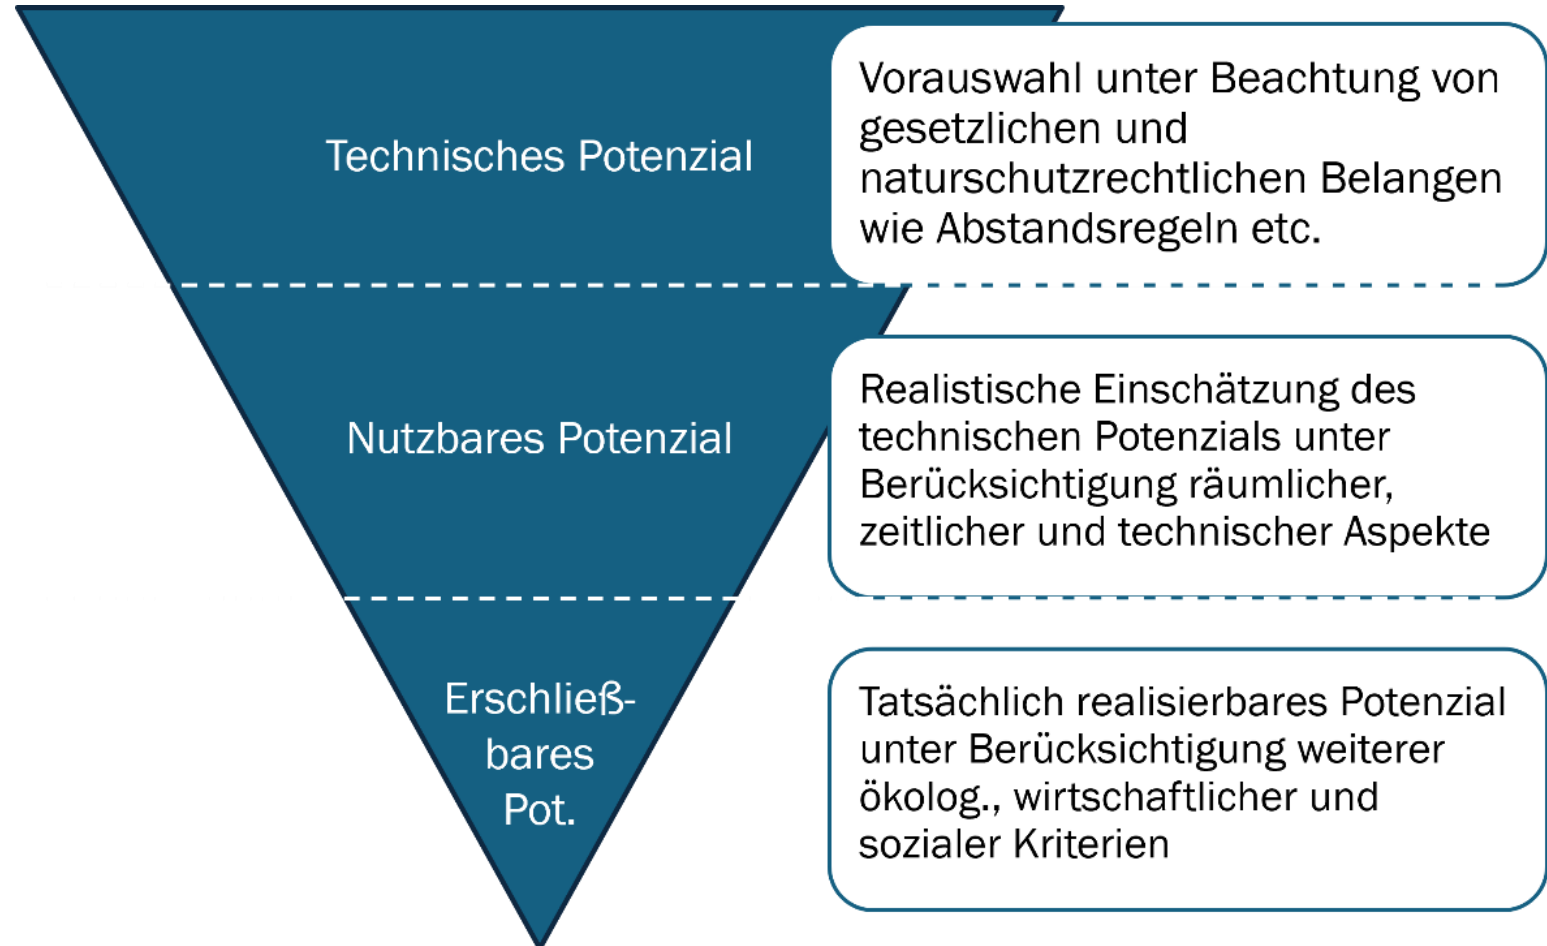 Technisches Potenzial
Vorauswahl unter Beachtung von
gesetzlichen und
naturschutzrechtlichen Belangen
wie Abstandsregeln etc.
Nutzbares Potenzial
Realistische Einschätzung des
technischen Potenzials unter
Berücksichtigung räumlicher,
zeitlicher und technischer Aspekte
Erschließ-
bares
Pot.
Tatsächlich realisierbares Potenzial
unter Berücksichtigung weiterer
ökolog., wirtschaftlicher und
sozialer Kriterien